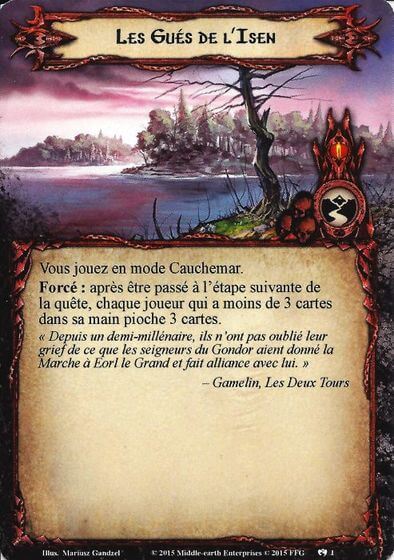 Les Gués de l'Isen
Vous jouez en mode Cauchemar.
Forcé : après être passé à l'étape suivante de
la quête, chaque joueur qui a moins de 3 cartes
dans sa main pioche 3 cartes.
« Depuis un demi-millénaire, ils n'ont pas oublié leur
grief de ce que les seigneurs du Gondor aient donné la
Marche à Eorl le Grand et fait alliance avec lui. »
– Gamelin, Les Deux Tours
Illus. Mariusz Gandzel © 2015 Middle-earth Enterprises © 2015 FFG 1